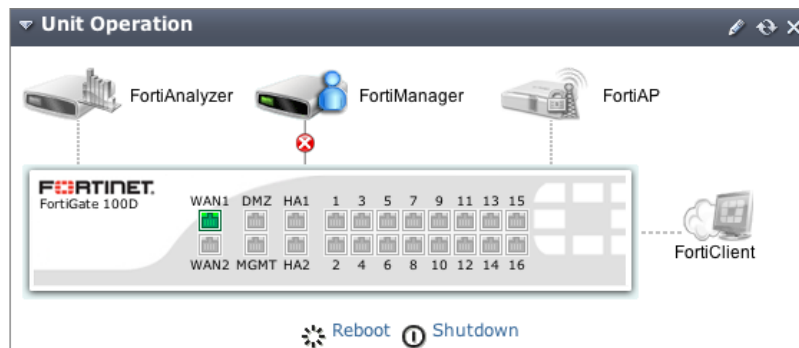 Unit Operation
FortiAnalyzer FortiManager FortiAP
FORTINET.
FortiGate 100D
WAN1 DMZ HA1 1 3 5 7 9 11 13 15
WAN2 MGMT HA2 2 4 6 8 10 12 14 16
FortiClient
Reboot Shutdown